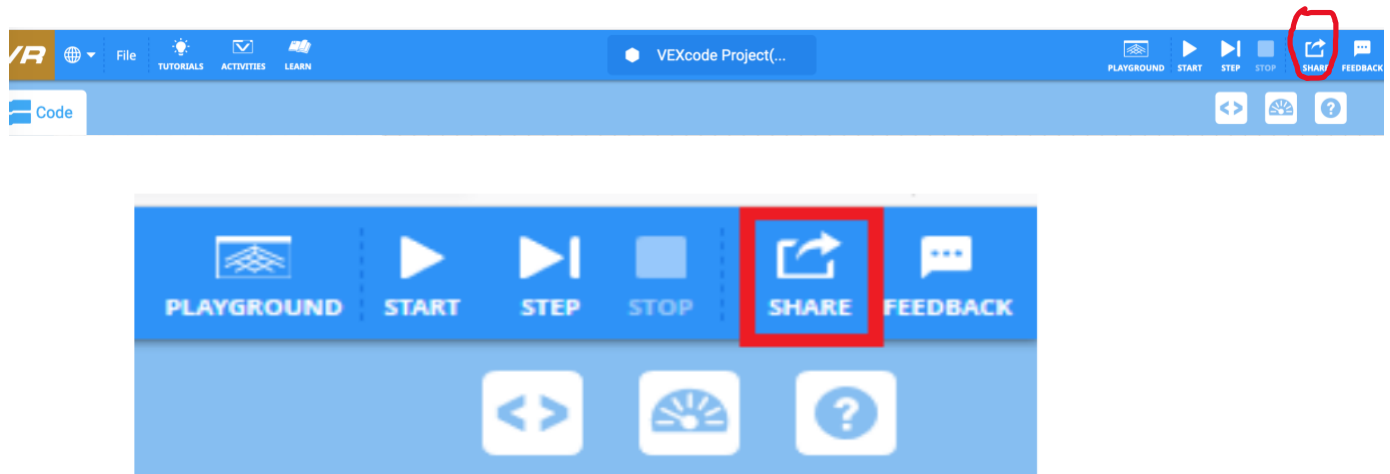 VR File TUTORIALS ACTIVITIES LEARN VEXcode Project(... PLAYGROUND START STEP STOP SHARE FEEDBACK
Code <> ?
PLAYGROUND START STEP STOP SHARE FEEDBACK
<> ?